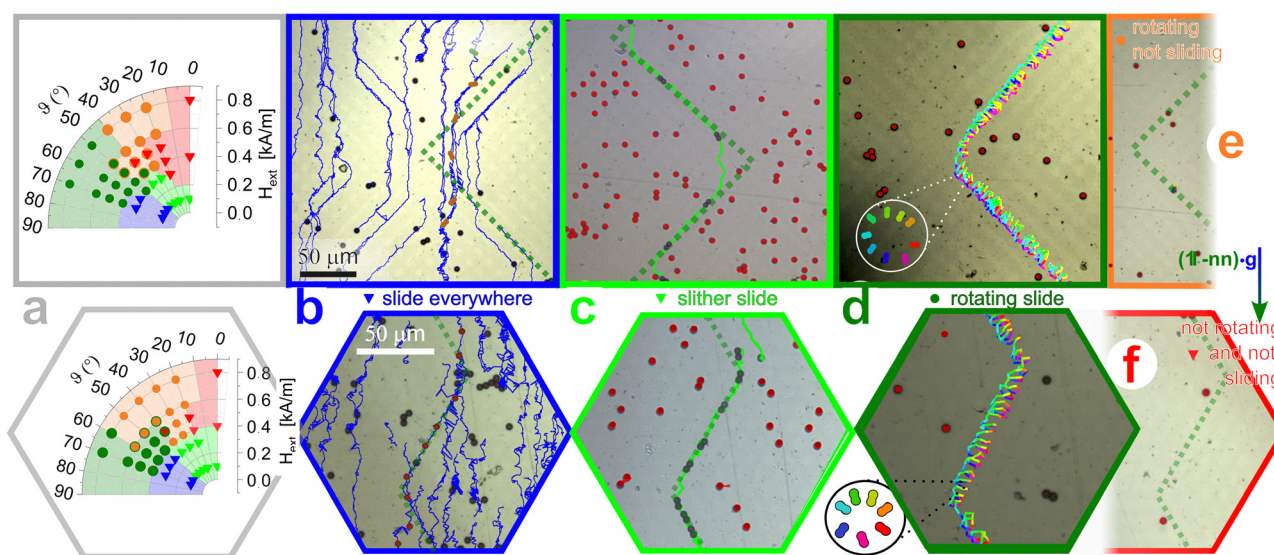 0
10
20
30
40
50
60
70
80
90
ϑ (°)
0.8
0.6
0.4
0.2
0.0
H_ext [kA/m]
50 μm
rotating
not sliding
e
a
b
▼ slide everywhere
c
▼ slither slide
d
● rotating slide
-nn)·g
f
not rotating
▼ and not
sliding
0
10
20
30
40
50
60
70
80
90
ϑ (°)
0.8
0.6
0.4
0.2
0.0
H_ext [kA/m]
50 μm